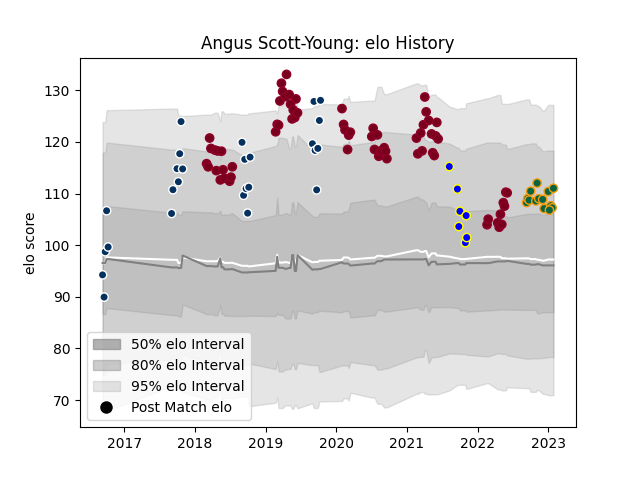 Angus Scott-Young: elo History
elo score
130
120
110
100
90
80
70
50% elo Interval
80% elo Interval
95% elo Interval
Post Match elo
2017 2018 2019 2020 2021 2022 2023